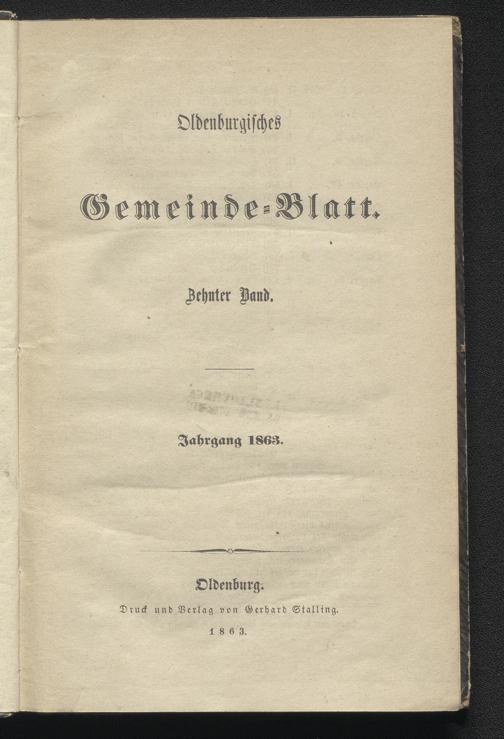 Oldenburgisches
Gemeinde-Blatt.
Zehnter Band.
Jahrgang 1863.
Oldenburg.
Druck und Verlag von Gerhard Stalling.
1863.